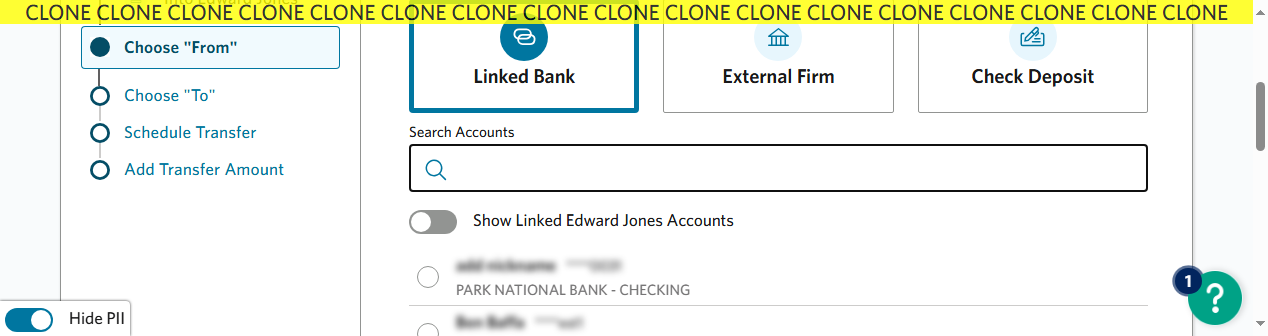 CLONE CLONE CLONE CLONE CLONE CLONE CLONE CLONE CLONE CLONE CLONE CLONE CLONE CLONE CLONE CLONE CLONE
Choose "From"
Choose "To"
Schedule Transfer
Add Transfer Amount
Linked Bank
External Firm
Check Deposit
Search Accounts
Show Linked Edward Jones Accounts
PARK NATIONAL BANK - CHECKING
Hide PII
1
?